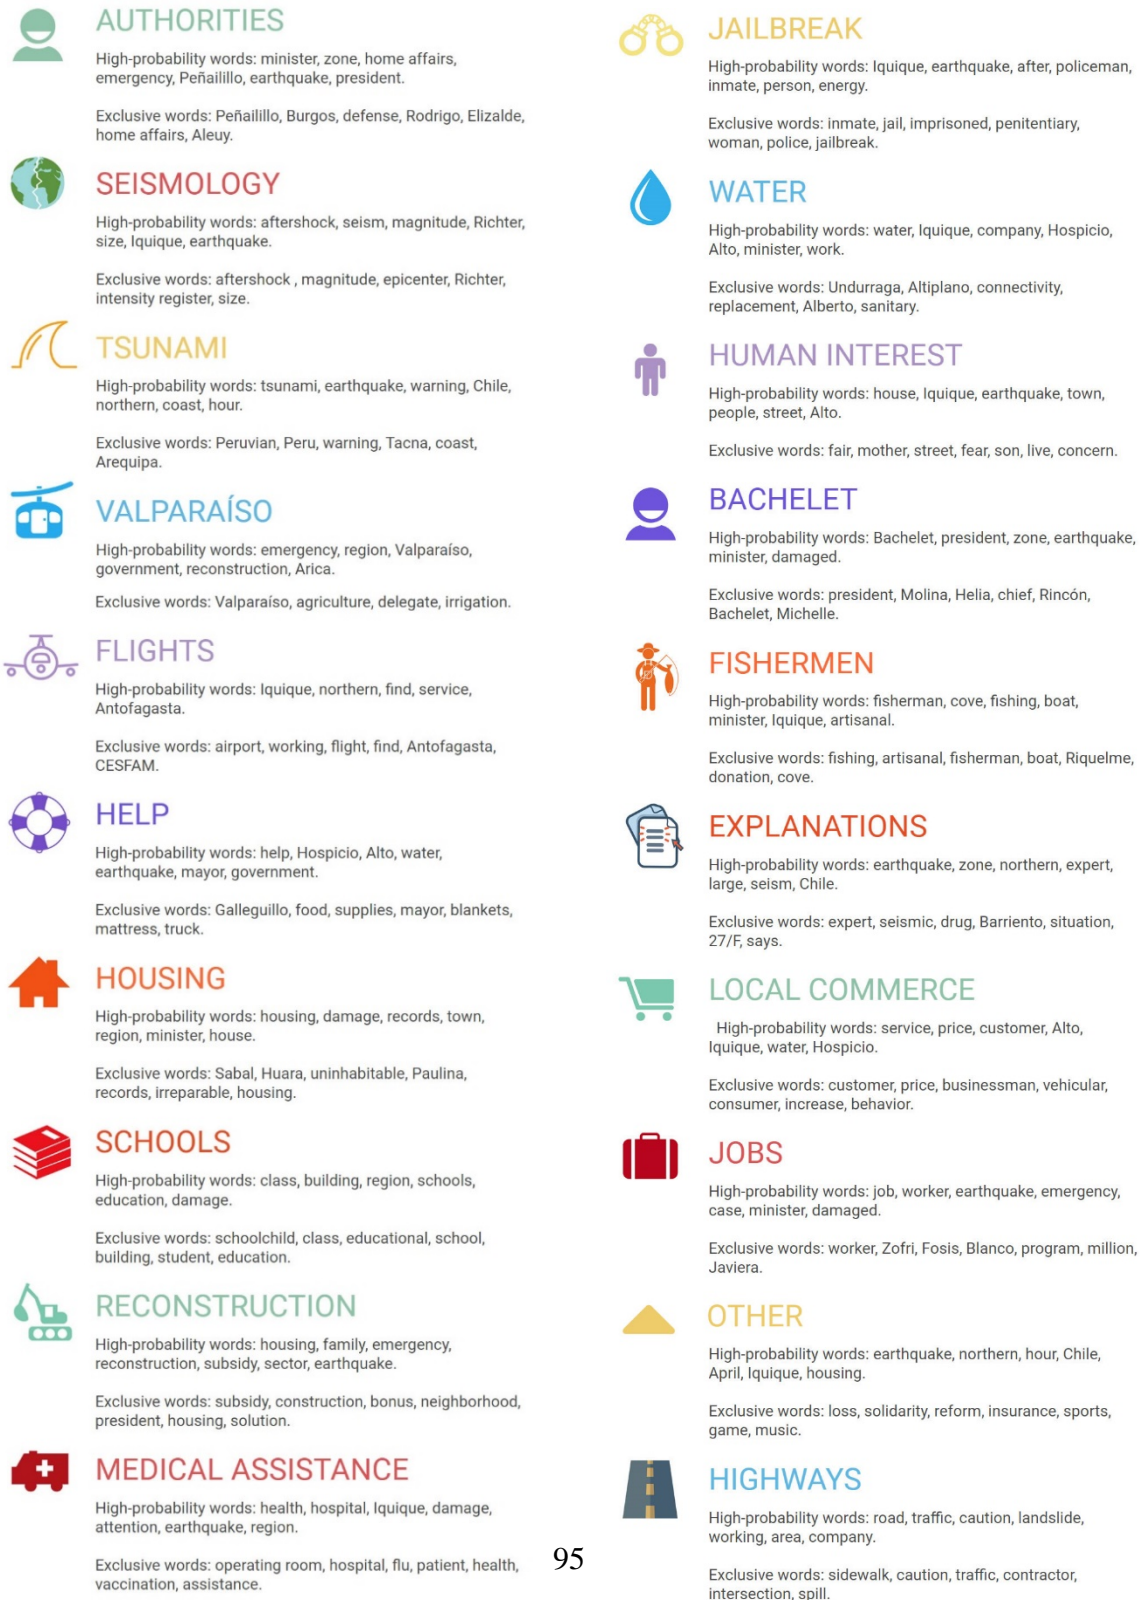 AUTHORITIES
High-probability words: minister, zone, home affairs,
emergency, Peñailillo, earthquake, president.
Exclusive words: Peñailillo, Burgos, defense, Rodrigo, Elizalde,
home affairs, Aleuy.
SEISMOLOGY
High-probability words: aftershock, seism, magnitude, Richter,
size, Iquique, earthquake.
Exclusive words: aftershock , magnitude, epicenter, Richter,
intensity register, size.
TSUNAMI
High-probability words: tsunami, earthquake, warning, Chile,
northern, coast, hour.
Exclusive words: Peruvian, Peru, warning, Tacna, coast,
Arequipa.
VALPARAÍSO
High-probability words: emergency, region, Valparaíso,
government, reconstruction, Arica.
Exclusive words: Valparaíso, agriculture, delegate, irrigation.
FLIGHTS
High-probability words: Iquique, northern, find, service,
Antofagasta.
Exclusive words: airport, working, flight, find, Antofagasta,
CESFAM.
HELP
High-probability words: help, Hospicio, Alto, water,
earthquake, mayor, government.
Exclusive words: Galleguillo, food, supplies, mayor, blankets,
mattress, truck.
HOUSING
High-probability words: housing, damage, records, town,
region, minister, house.
Exclusive words: Sabal, Huara, uninhabitable, Paulina,
records, irreparable, housing.
SCHOOLS
High-probability words: class, building, region, schools,
education, damage.
Exclusive words: schoolchild, class, educational, school,
building, student, education.
RECONSTRUCTION
High-probability words: housing, family, emergency,
reconstruction, subsidy, sector, earthquake.
Exclusive words: subsidy, construction, bonus, neighborhood,
president, housing, solution.
MEDICAL ASSISTANCE
High-probability words: health, hospital, Iquique, damage,
attention, earthquake, region.
Exclusive words: operating room, hospital, flu, patient, health,
vaccination, assistance.
JAILBREAK
High-probability words: Iquique, earthquake, after, policeman,
inmate, person, energy.
Exclusive words: inmate, jail, imprisoned, penitentiary,
woman, police, jailbreak.
WATER
High-probability words: water, Iquique, company, Hospicio,
Alto, minister, work.
Exclusive words: Undurraga, Altiplano, connectivity,
replacement, Alberto, sanitary.
HUMAN INTEREST
High-probability words: house, Iquique, earthquake, town,
people, street, Alto.
Exclusive words: fair, mother, street, fear, son, live, concern.
BACHELET
High-probability words: Bachelet, president, zone, earthquake,
minister, damaged.
Exclusive words: president, Molina, Helia, chief, Rincón,
Bachelet, Michelle.
FISHERMEN
High-probability words: fisherman, cove, fishing, boat,
minister, Iquique, artisanal.
Exclusive words: fishing, artisanal, fisherman, boat, Riquelme,
donation, cove.
EXPLANATIONS
High-probability words: earthquake, zone, northern, expert,
large, seism, Chile.
Exclusive words: expert, seismic, drug, Barriento, situation,
27/F, says.
LOCAL COMMERCE
High-probability words: service, price, customer, Alto,
Iquique, water, Hospicio.
Exclusive words: customer, price, businessman, vehicular,
consumer, increase, behavior.
JOBS
High-probability words: job, worker, earthquake, emergency,
case, minister, damaged.
Exclusive words: worker, Zofri, Fosis, Blanco, program, million,
Javiera.
OTHER
High-probability words: earthquake, northern, hour, Chile,
April, Iquique, housing.
Exclusive words: loss, solidarity, reform, insurance, sports,
game, music.
HIGHWAYS
High-probability words: road, traffic, caution, landslide,
working, area, company.
Exclusive words: sidewalk, caution, traffic, contractor,
intersection, spill.
95